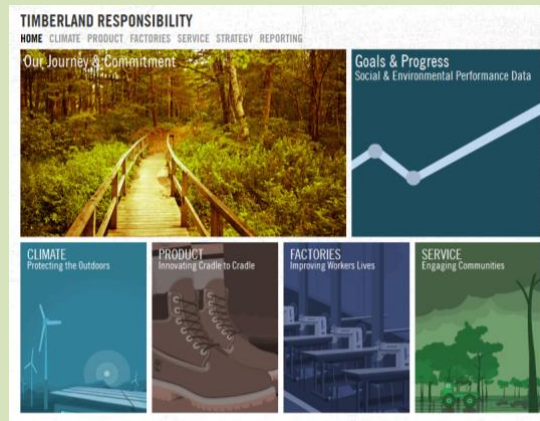 TIMBERLAND RESPONSIBILITY
HOME CLIMATE PRODUCT FACTORIES SERVICE STRATEGY REPORTING
Our Journey & Commitment
Goals & Progress
Social & Environmental Performance Data
CLIMATE
Protecting the Outdoors
PRODUCT
Innovating Cradle to Cradle
FACTORIES
Improving Workers Lives
SERVICE
Engaging Communities